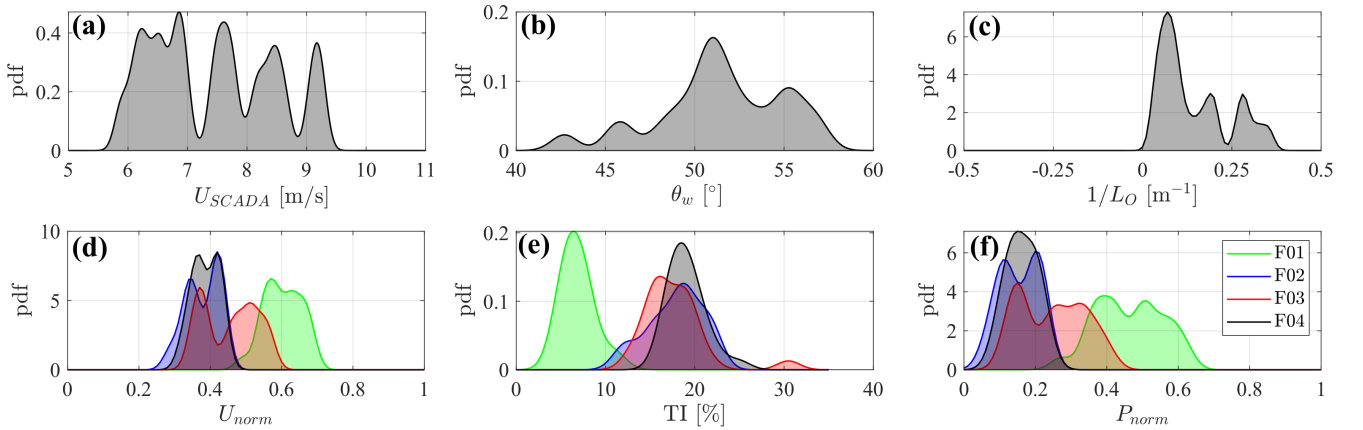 (a)
pdf
0.4
0.2
0
5 6 7 8 9 10 11
U_SCADA [m/s]
(b)
pdf
0.2
0.1
0
40 45 50 55 60
θ_w [°]
(c)
pdf
6
4
2
0
-0.5 -0.25 0 0.25 0.5
1/L_O [m⁻¹]
(d)
pdf
10
5
0
0 0.2 0.4 0.6 0.8 1
U_norm
(e)
pdf
0.2
0.1
0
0 10 20 30 40
TI [%]
(f)
pdf
8
6
4
2
0
0 0.2 0.4 0.6 0.8 1
P_norm
F01
F02
F03
F04